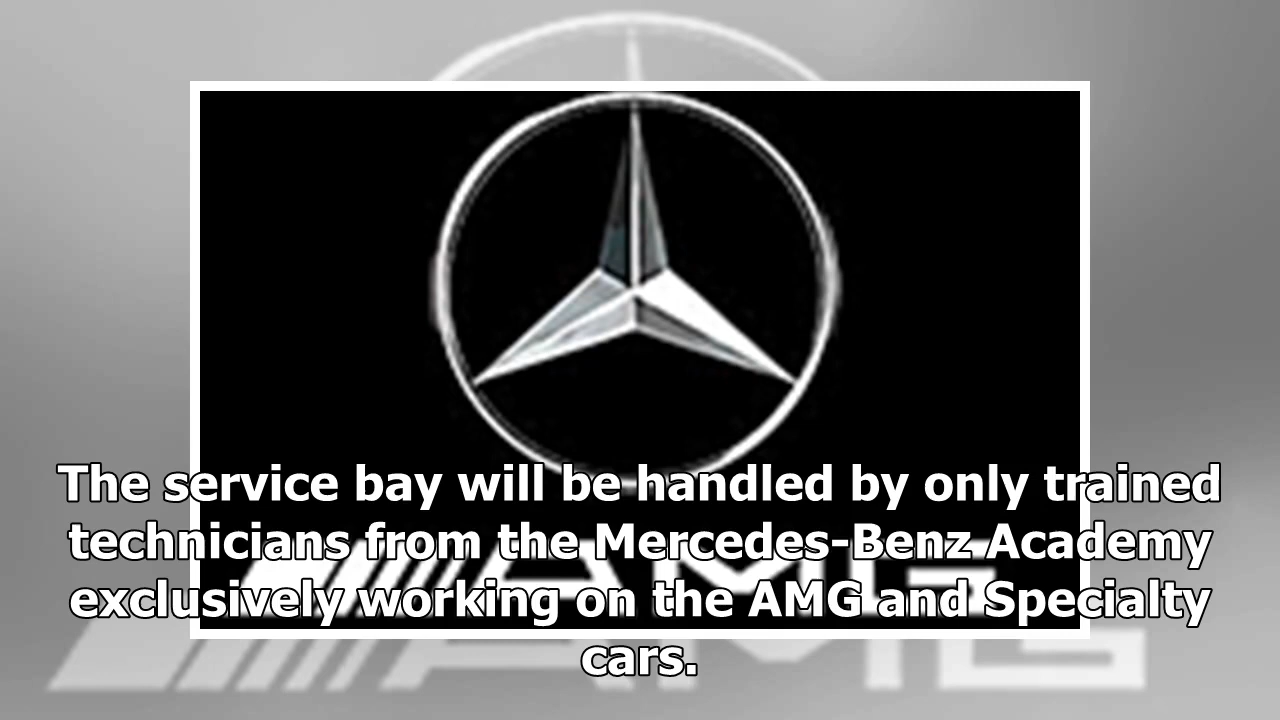 The service bay will be handled by only trained
technicians from the Mercedes-Benz Academy
exclusively working on the AMG and Specialty
cars.
AMG